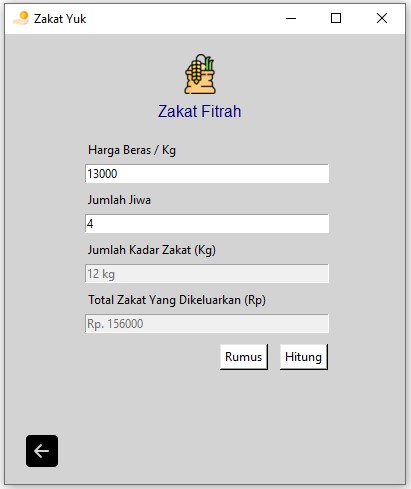 Zakat Yuk
Zakat Fitrah
Harga Beras / Kg
13000
Jumlah Jiwa
4
Jumlah Kadar Zakat (Kg)
12 kg
Total Zakat Yang Dikeluarkan (Rp)
Rp. 156000
Rumus Hitung